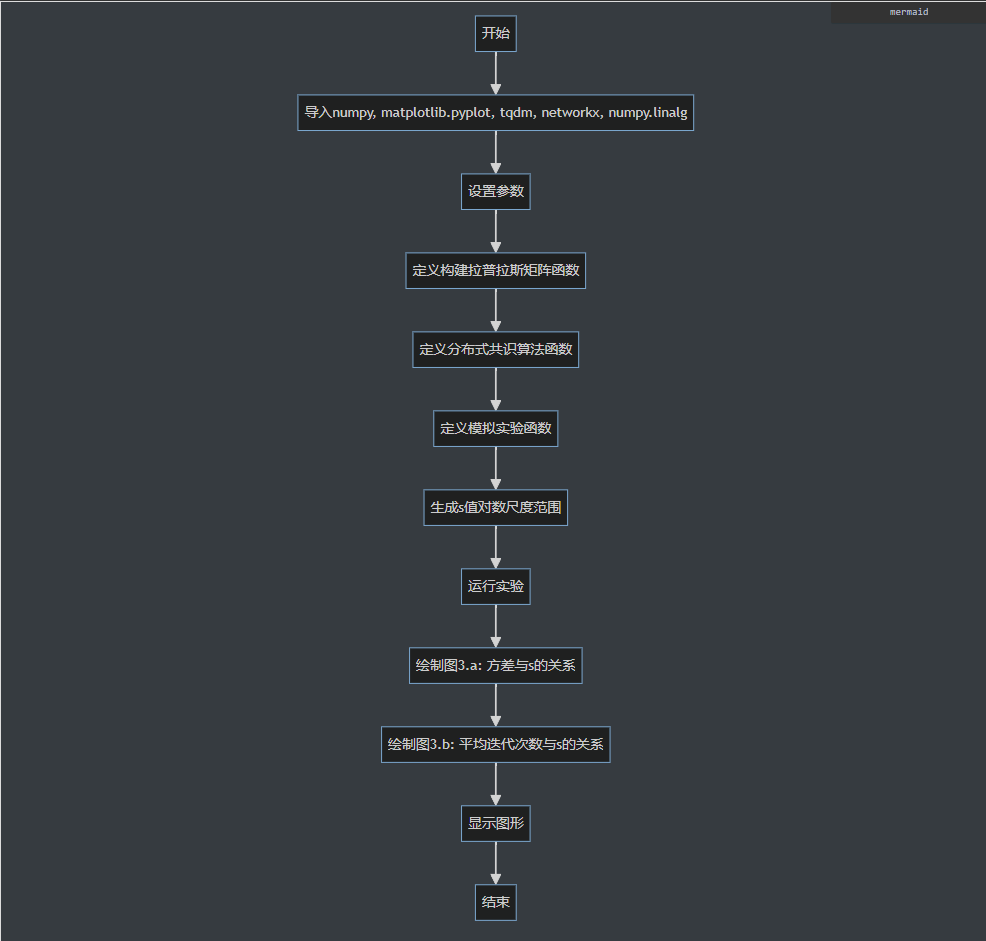 mermaid
开始
导入numpy, matplotlib.pyplot, tqdm, networkx, numpy.linalg
设置参数
定义构建拉普拉斯矩阵函数
定义分布式共识算法函数
定义模拟实验函数
生成s值对数尺度范围
运行实验
绘制图3.a: 方差与s的关系
绘制图3.b: 平均迭代次数与s的关系
显示图形
结束